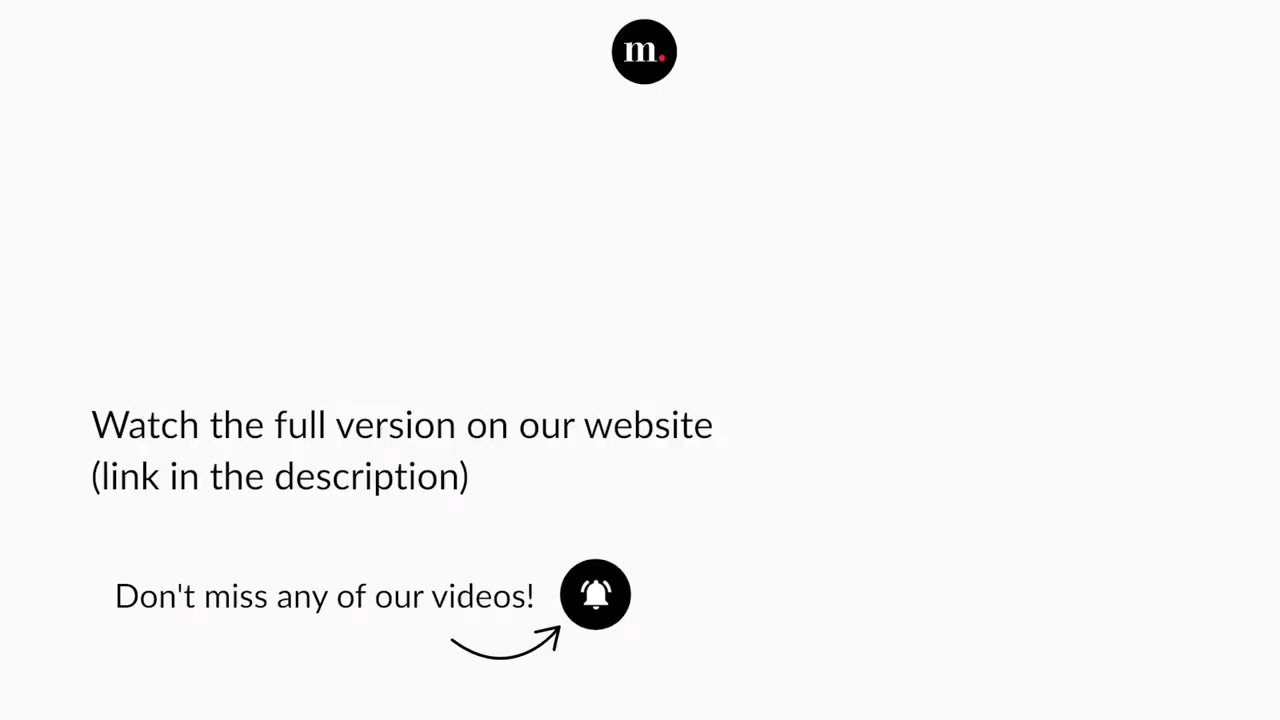 m.
Watch the full version on our website
(link in the description)
Don't miss any of our videos!